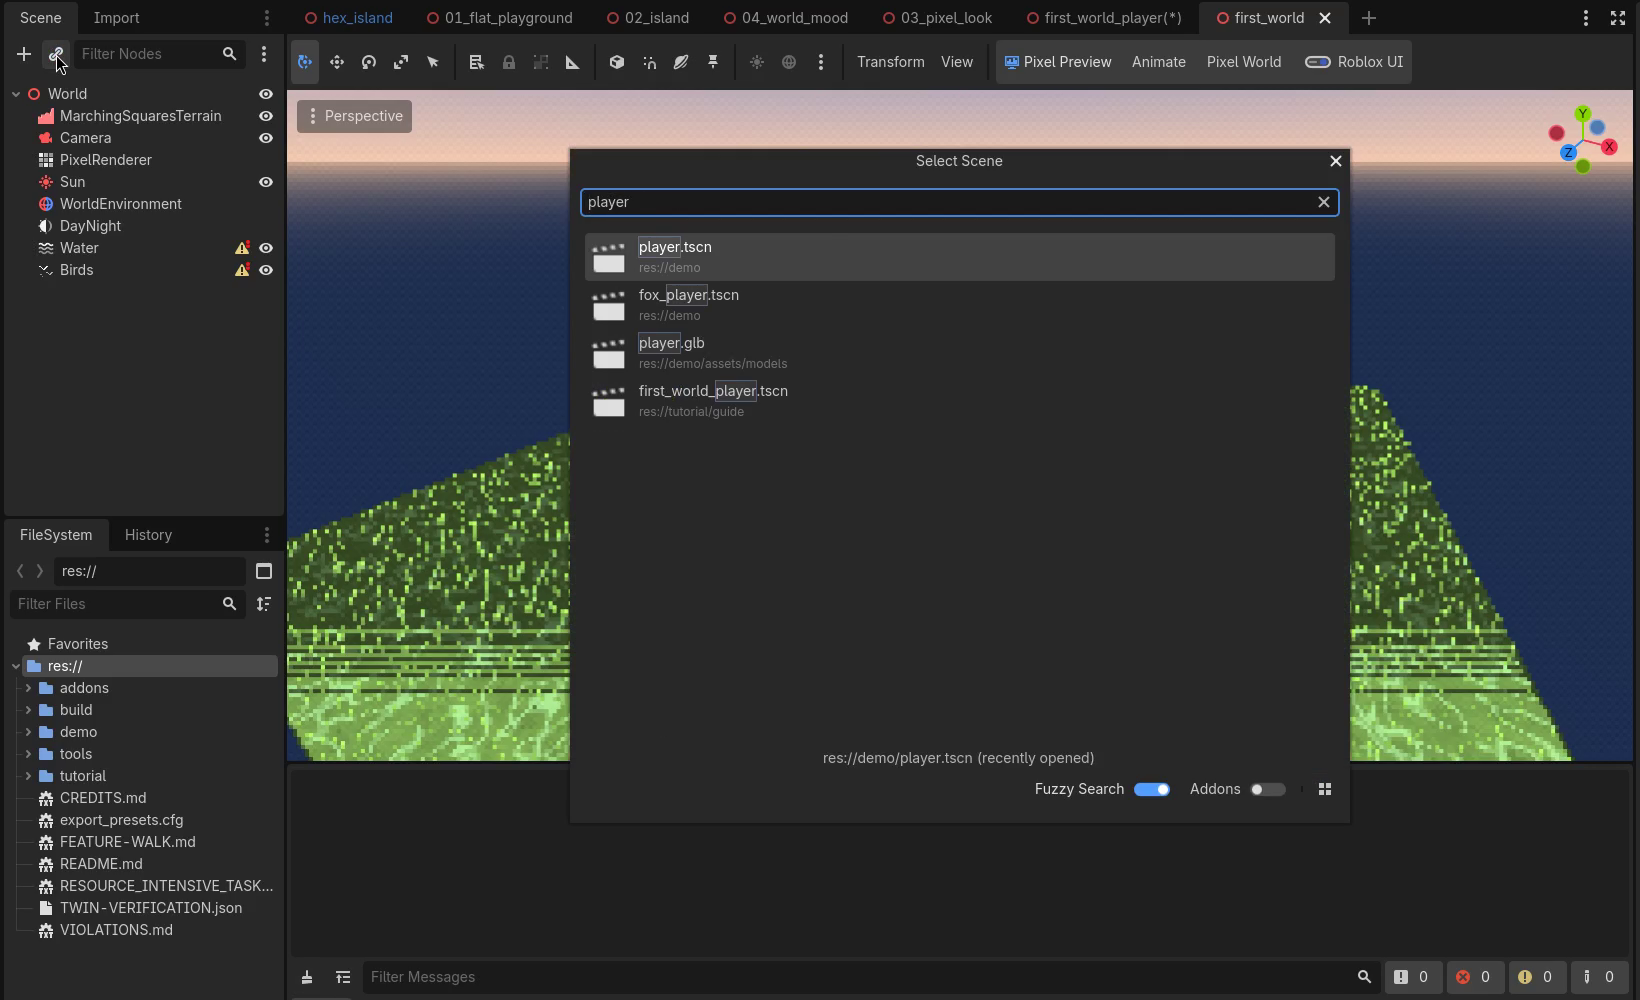 Scene
Import
hex_island
01_flat_playground
02_island
04_world_mood
03_pixel_look
first_world_player(*)
first_world
Filter Nodes
Transform
View
Pixel Preview
Animate
Pixel World
Roblox UI
World
MarchingSquaresTerrain
Camera
PixelRenderer
Sun
WorldEnvironment
DayNight
Water
Birds
Perspective
Y
X
Z
Select Scene
player
player.tscn
res://demo
fox_player.tscn
res://demo
player.glb
res://demo/assets/models
first_world_player.tscn
res://tutorial/guide
res://demo/player.tscn (recently opened)
Fuzzy Search
Addons
FileSystem
History
res://
Filter Files
Favorites
res://
addons
build
demo
tools
tutorial
CREDITS.md
export_presets.cfg
FEATURE-WALK.md
README.md
RESOURCE_INTENSIVE_TASK...
TWIN-VERIFICATION.json
VIOLATIONS.md
Filter Messages
0
0
0
0